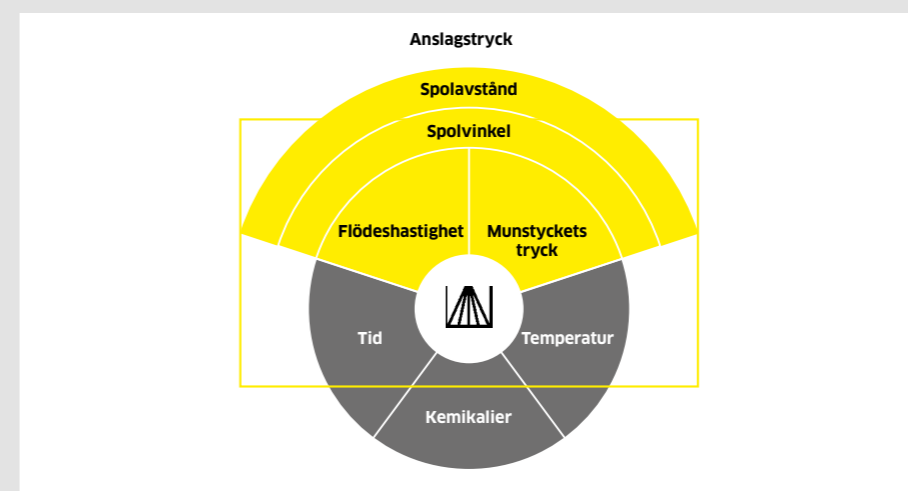 Anslagstryck
Spolavstånd
Spolvinkel
Flödeshastighet
Munstyckets
tryck
Tid
Temperatur
Kemikalier